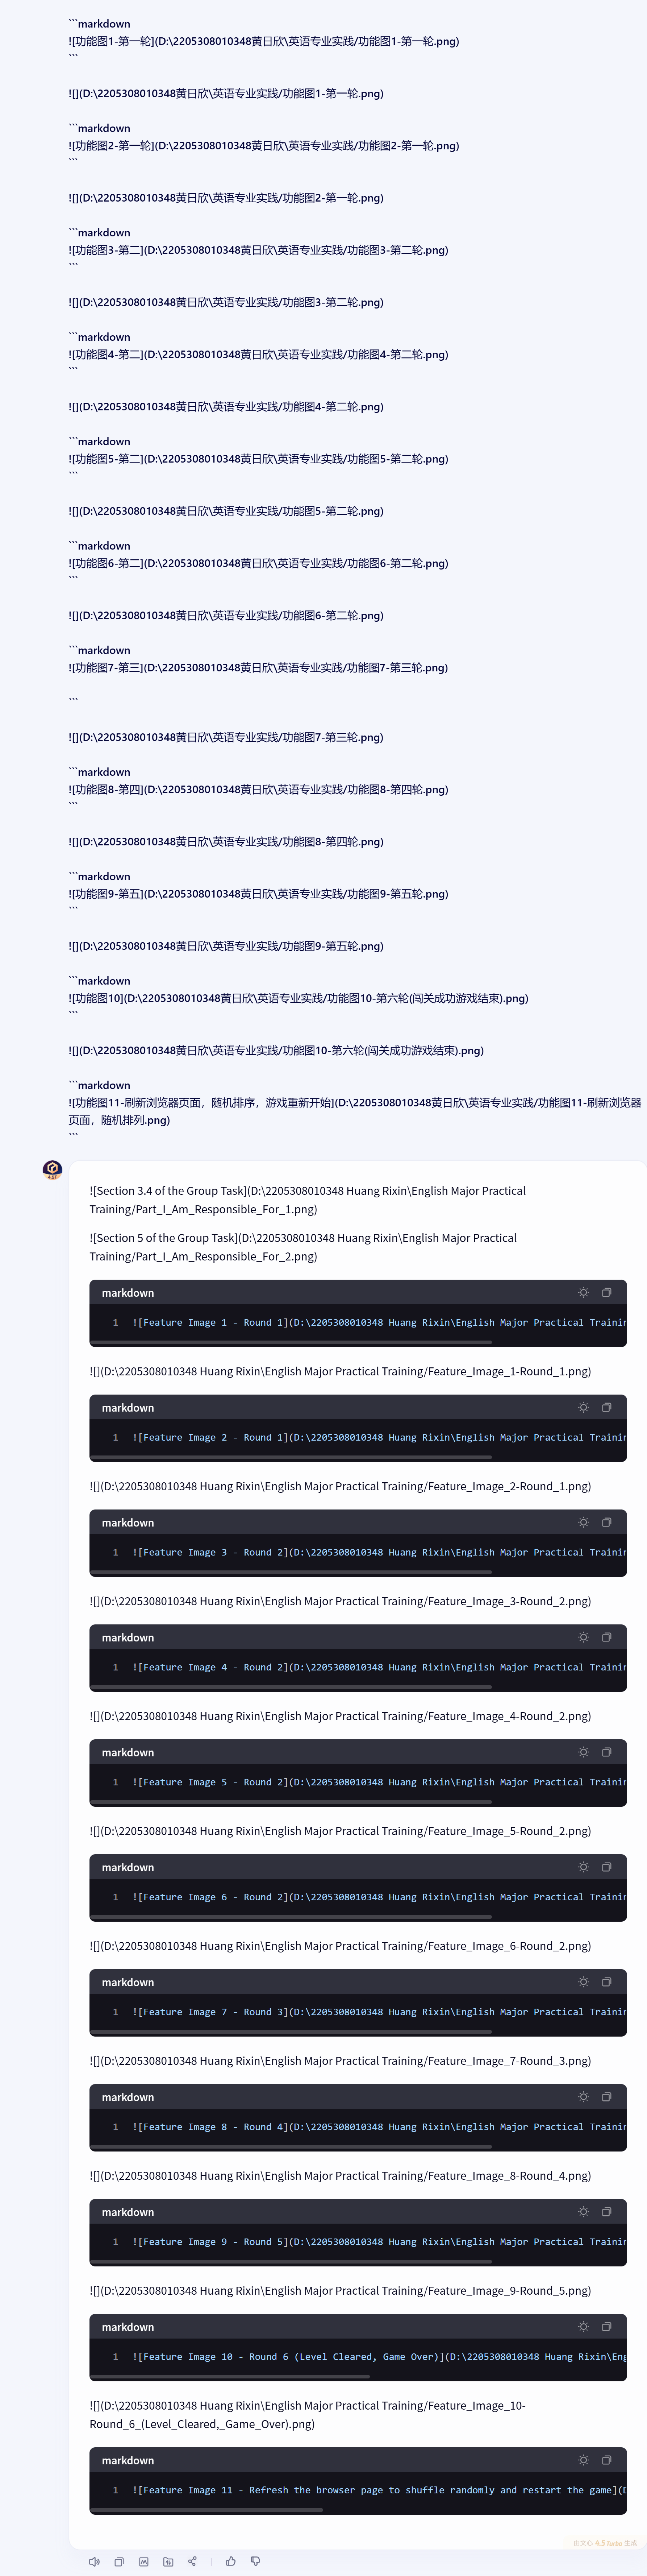 ```markdown
![功能图1-第一轮](D:\2205308010348黄日欣\英语专业实践/功能图1-第一轮.png)
```
![](D:\2205308010348黄日欣\英语专业实践/功能图1-第一轮.png)
```markdown
![功能图2-第一轮](D:\2205308010348黄日欣\英语专业实践/功能图2-第一轮.png)
```
![](D:\2205308010348黄日欣\英语专业实践/功能图2-第一轮.png)
```markdown
![功能图3-第二](D:\2205308010348黄日欣\英语专业实践/功能图3-第二轮.png)
```
![](D:\2205308010348黄日欣\英语专业实践/功能图3-第二轮.png)
```markdown
![功能图4-第二](D:\2205308010348黄日欣\英语专业实践/功能图4-第二轮.png)
```
![](D:\2205308010348黄日欣\英语专业实践/功能图4-第二轮.png)
```markdown
![功能图5-第二](D:\2205308010348黄日欣\英语专业实践/功能图5-第二轮.png)
```
![](D:\2205308010348黄日欣\英语专业实践/功能图5-第二轮.png)
```markdown
![功能图6-第二](D:\2205308010348黄日欣\英语专业实践/功能图6-第二轮.png)
```
![](D:\2205308010348黄日欣\英语专业实践/功能图6-第二轮.png)
```markdown
![功能图7-第三](D:\2205308010348黄日欣\英语专业实践/功能图7-第三轮.png)
```
![](D:\2205308010348黄日欣\英语专业实践/功能图7-第三轮.png)
```markdown
![功能图8-第四](D:\2205308010348黄日欣\英语专业实践/功能图8-第四轮.png)
```
![](D:\2205308010348黄日欣\英语专业实践/功能图8-第四轮.png)
```markdown
![功能图9-第五](D:\2205308010348黄日欣\英语专业实践/功能图9-第五轮.png)
```
![](D:\2205308010348黄日欣\英语专业实践/功能图9-第五轮.png)
```markdown
![功能图10](D:\2205308010348黄日欣\英语专业实践/功能图10-第六轮(闯关成功游戏结束).png)
```
![](D:\2205308010348黄日欣\英语专业实践/功能图10-第六轮(闯关成功游戏结束).png)
```markdown
![功能图11-刷新浏览器页面，随机排序，游戏重新开始](D:\2205308010348黄日欣\英语专业实践/功能图11-刷新浏览器
页面，随机排列.png)
```
![Section 3.4 of the Group Task](D:\2205308010348 Huang Rixin\English Major Practical
Training/Part_I_Am_Responsible_For_1.png)
![Section 5 of the Group Task](D:\2205308010348 Huang Rixin\English Major Practical
Training/Part_I_Am_Responsible_For_2.png)
markdown
1 ![Feature Image 1 - Round 1](D:\2205308010348 Huang Rixin\English Major Practical Trainin
![](D:\2205308010348 Huang Rixin\English Major Practical Training/Feature_Image_1-Round_1.png)
markdown
1 ![Feature Image 2 - Round 1](D:\2205308010348 Huang Rixin\English Major Practical Trainin
![](D:\2205308010348 Huang Rixin\English Major Practical Training/Feature_Image_2-Round_1.png)
markdown
1 ![Feature Image 3 - Round 2](D:\2205308010348 Huang Rixin\English Major Practical Trainin
![](D:\2205308010348 Huang Rixin\English Major Practical Training/Feature_Image_3-Round_2.png)
markdown
1 ![Feature Image 4 - Round 2](D:\2205308010348 Huang Rixin\English Major Practical Trainin
![](D:\2205308010348 Huang Rixin\English Major Practical Training/Feature_Image_4-Round_2.png)
markdown
1 ![Feature Image 5 - Round 2](D:\2205308010348 Huang Rixin\English Major Practical Trainin
![](D:\2205308010348 Huang Rixin\English Major Practical Training/Feature_Image_5-Round_2.png)
markdown
1 ![Feature Image 6 - Round 2](D:\2205308010348 Huang Rixin\English Major Practical Trainin
![](D:\2205308010348 Huang Rixin\English Major Practical Training/Feature_Image_6-Round_2.png)
markdown
1 ![Feature Image 7 - Round 3](D:\2205308010348 Huang Rixin\English Major Practical Trainin
![](D:\2205308010348 Huang Rixin\English Major Practical Training/Feature_Image_7-Round_3.png)
markdown
1 ![Feature Image 8 - Round 4](D:\2205308010348 Huang Rixin\English Major Practical Trainin
![](D:\2205308010348 Huang Rixin\English Major Practical Training/Feature_Image_8-Round_4.png)
markdown
1 ![Feature Image 9 - Round 5](D:\2205308010348 Huang Rixin\English Major Practical Trainin
![](D:\2205308010348 Huang Rixin\English Major Practical Training/Feature_Image_9-Round_5.png)
markdown
1 ![Feature Image 10 - Round 6 (Level Cleared, Game Over)](D:\2205308010348 Huang Rixin\Eng
![](D:\2205308010348 Huang Rixin\English Major Practical Training/Feature_Image_10-
Round_6_(Level_Cleared,_Game_Over).png)
markdown
1 ![Feature Image 11 - Refresh the browser page to shuffle randomly and restart the game](D
由文心 4.5 Turbo 生成